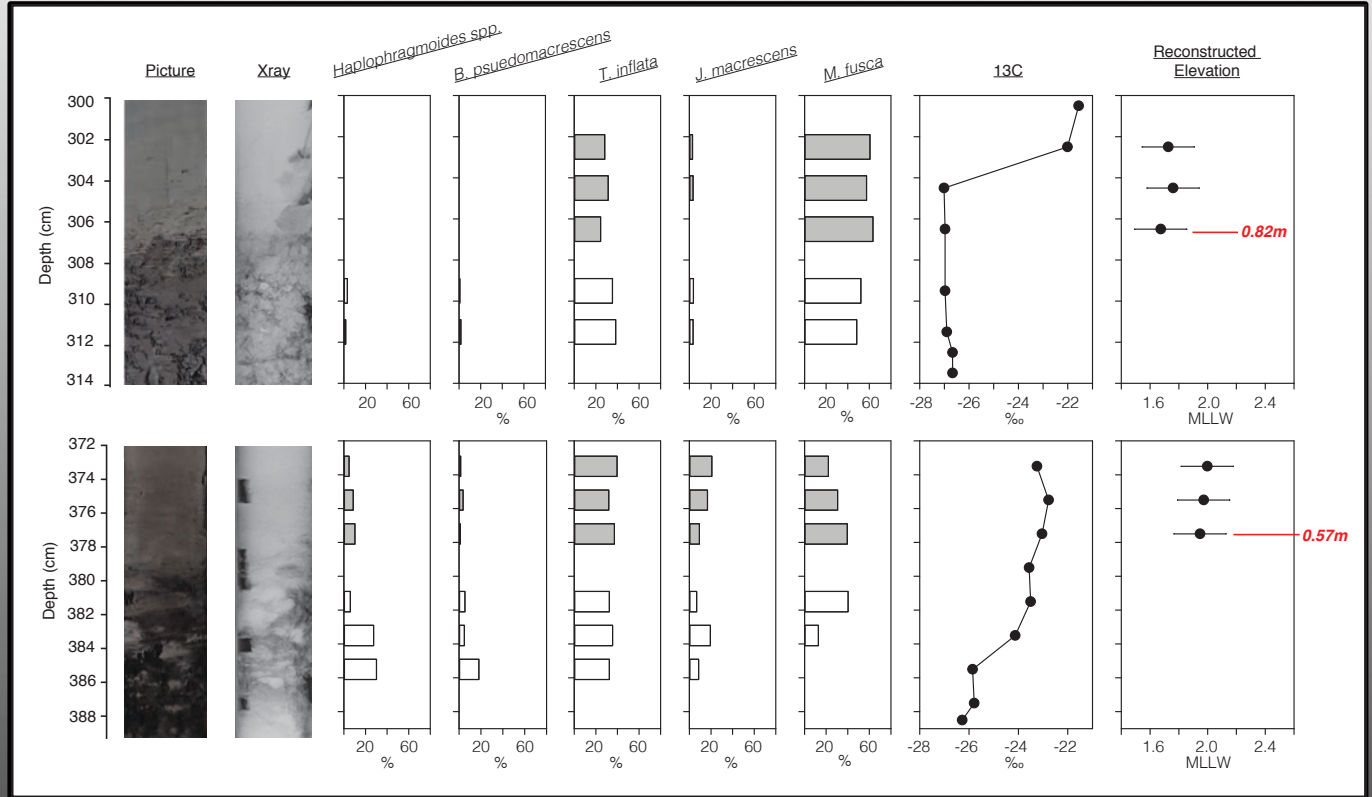 Picture
Xray
Haplophragmoides spp.
B. psuedomacrescens
T. inflata
J. macrescens
M. fusca
13C
Reconstructed
Elevation
Depth (cm)
300
302
304
306
308
310
312
314
0.82m
20 60
%
20 60
%
20 60
%
20 60
%
-28 -26 -24 -22
‰
1.6 2.0 2.4
MLLW
Depth (cm)
372
374
376
378
380
382
384
386
388
0.57m
20 60
%
20 60
%
20 60
%
20 60
%
20 60
%
-28 -26 -24 -22
‰
1.6 2.0 2.4
MLLW